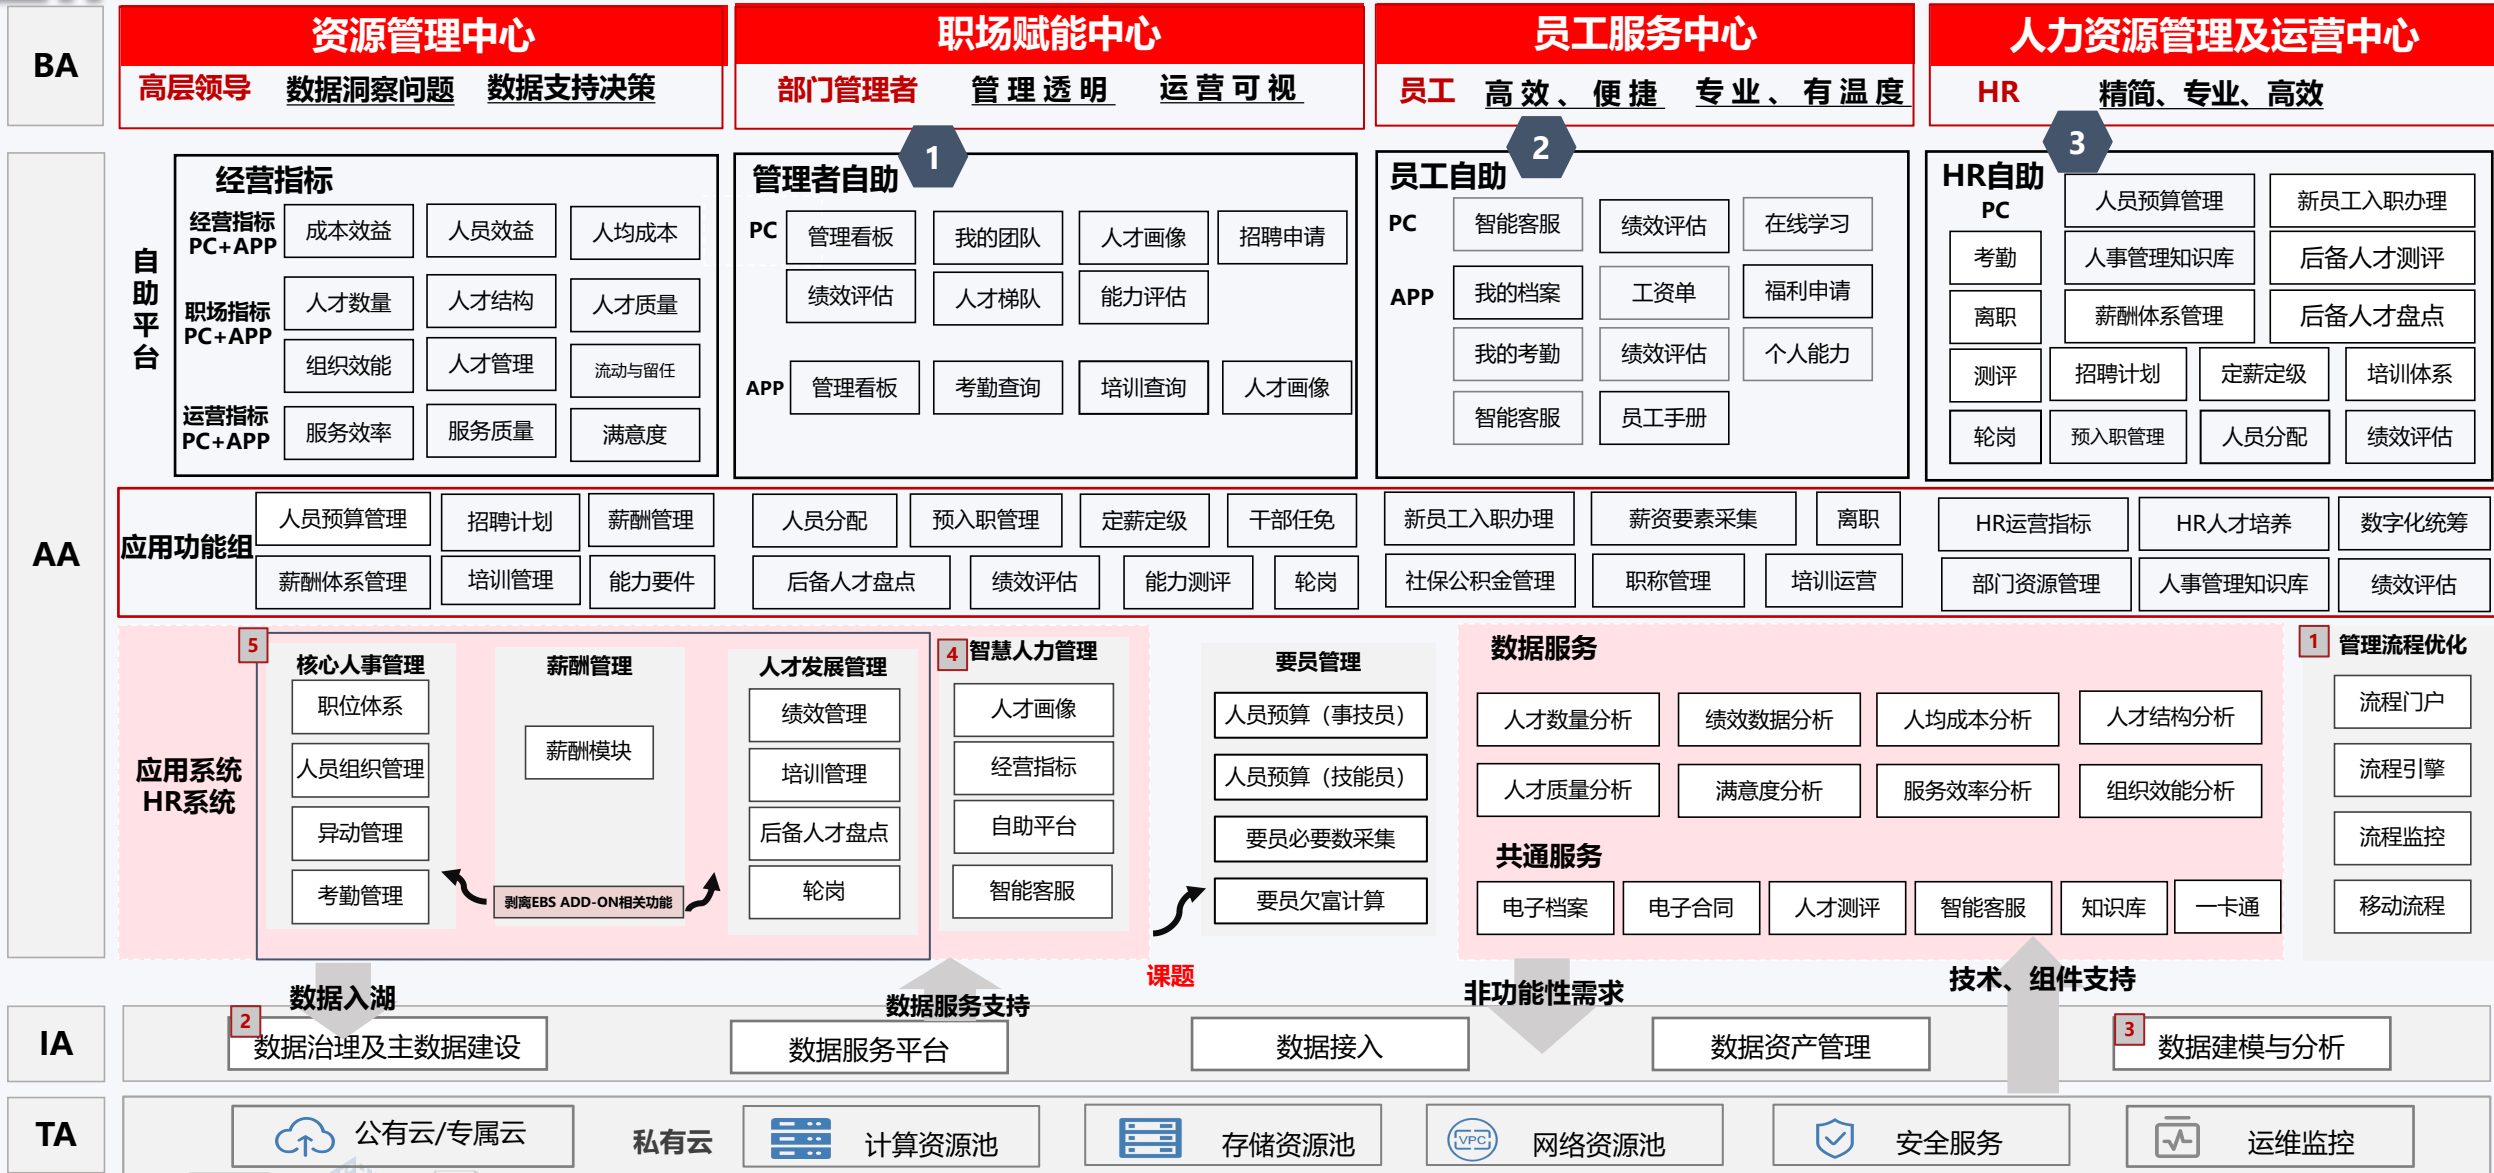 BA
资源管理中心
高层领导 数据洞察问题 数据支持决策
职场赋能中心
部门管理者 管理透明 运营可视
员工服务中心
员工 高效、便捷 专业、有温度
人力资源管理及运营中心
HR 精简、专业、高效
AA
自助平台
经营指标
经营指标 PC+APP
成本效益 人员效益 人均成本
职场指标 PC+APP
人才数量 人才结构 人才质量
组织效能 人才管理 流动与留任
运营指标 PC+APP
服务效率 服务质量 满意度
1
管理者自助
PC 管理看板 我的团队 人才画像 招聘申请
绩效评估 人才梯队 能力评估
APP 管理看板 考勤查询 培训查询 人才画像
2
员工自助
PC 智能客服 绩效评估 在线学习
APP 我的档案 工资单 福利申请
我的考勤 绩效评估 个人能力
智能客服 员工手册
3
HR自助
PC 人员预算管理 新员工入职办理
考勤 人事管理知识库 后备人才测评
离职 薪酬体系管理 后备人才盘点
测评 招聘计划 定薪定级 培训体系
轮岗 预入职管理 人员分配 绩效评估
应用功能组
人员预算管理 招聘计划 薪酬管理 人员分配 预入职管理 定薪定级 干部任免 新员工入职办理 薪资要素采集 离职 HR运营指标 HR人才培养 数字化统筹
薪酬体系管理 培训管理 能力要件 后备人才盘点 绩效评估 能力测评 轮岗 社保公积金管理 职称管理 培训运营 部门资源管理 人事管理知识库 绩效评估
应用系统
HR系统
5
核心人事管理
职位体系
人员组织管理
异动管理
考勤管理
薪酬管理
薪酬模块
剥离EBS ADD-ON相关功能
人才发展管理
绩效管理
培训管理
后备人才盘点
轮岗
4
智慧人力管理
人才画像
经营指标
自助平台
智能客服
要员管理
人员预算（事技员）
人员预算（技能员）
要员必要数采集
要员欠富计算
课题
数据服务
人才数量分析 绩效数据分析 人均成本分析 人才结构分析
人才质量分析 满意度分析 服务效率分析 组织效能分析
共通服务
电子档案 电子合同 人才测评 智能客服 知识库 一卡通
1
管理流程优化
流程门户
流程引擎
流程监控
移动流程
数据入湖 数据服务支持 非功能性需求 技术、组件支持
IA
2
数据治理及主数据建设 数据服务平台 数据接入 数据资产管理
3
数据建模与分析
TA
公有云/专属云 私有云 计算资源池 存储资源池 VPC 网络资源池 安全服务 运维监控